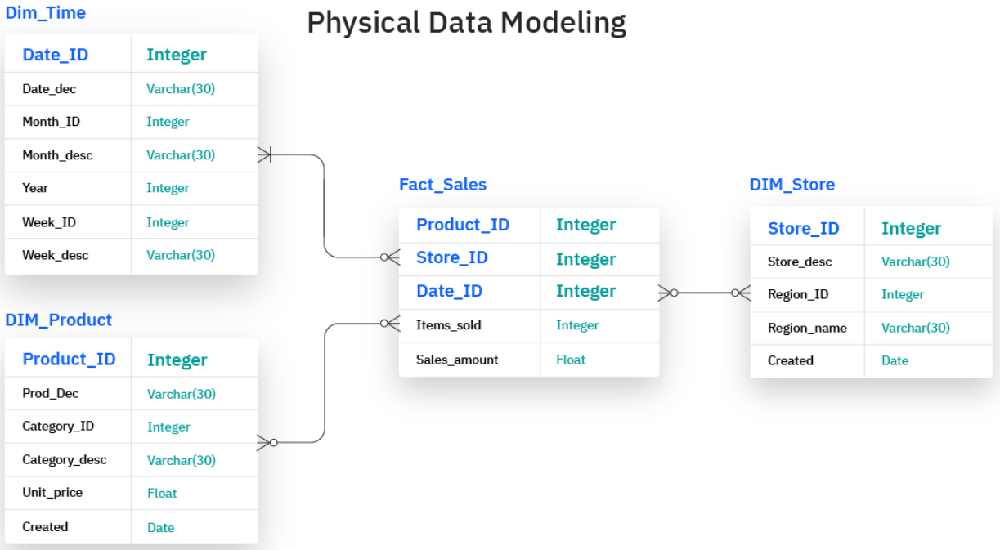 Physical Data Modeling
Dim_Time
Date_ID Integer
Date_dec Varchar(30)
Month_ID Integer
Month_desc Varchar(30)
Year Integer
Week_ID Integer
Week_desc Varchar(30)
DIM_Product
Product_ID Integer
Prod_Dec Varchar(30)
Category_ID Integer
Category_desc Varchar(30)
Unit_price Float
Created Date
Fact_Sales
Product_ID Integer
Store_ID Integer
Date_ID Integer
Items_sold Integer
Sales_amount Float
DIM_Store
Store_ID Integer
Store_desc Varchar(30)
Region_ID Integer
Region_name Varchar(30)
Created Date